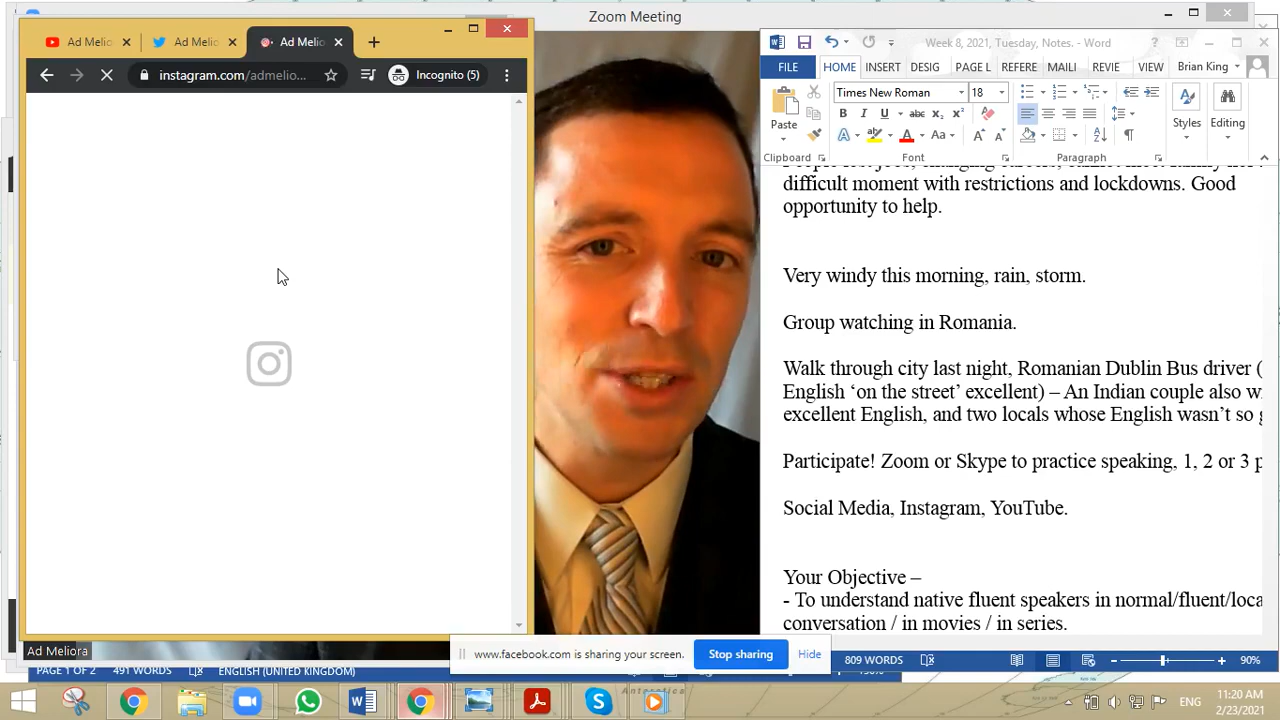 Zoom Meeting
Ad Melio
Ad Melio
Ad Melio
instagram.com/admelio...
Incognito (5)
Week 8, 2021, Tuesday, Notes. - Word
FILE HOME INSERT DESIG PAGE L REFERE MAILI REVIE VIEW Brian King
Times New Roman 18
Paste
Styles
Editing
Clipboard Font Paragraph
difficult moment with restrictions and lockdowns. Good
opportunity to help.
Very windy this morning, rain, storm.
Group watching in Romania.
Walk through city last night, Romanian Dublin Bus driver (
English ‘on the street’ excellent) – An Indian couple also wi
excellent English, and two locals whose English wasn’t so g
Participate! Zoom or Skype to practice speaking, 1, 2 or 3 p
Social Media, Instagram, YouTube.
Your Objective –
- To understand native fluent speakers in normal/fluent/loca
conversation / in movies / in series.
Ad Meliora
www.facebook.com is sharing your screen. Stop sharing Hide
PAGE 1 OF 2 491 WORDS ENGLISH (UNITED KINGDOM)
809 WORDS 90%
ENG
11:20 AM
2/23/2021